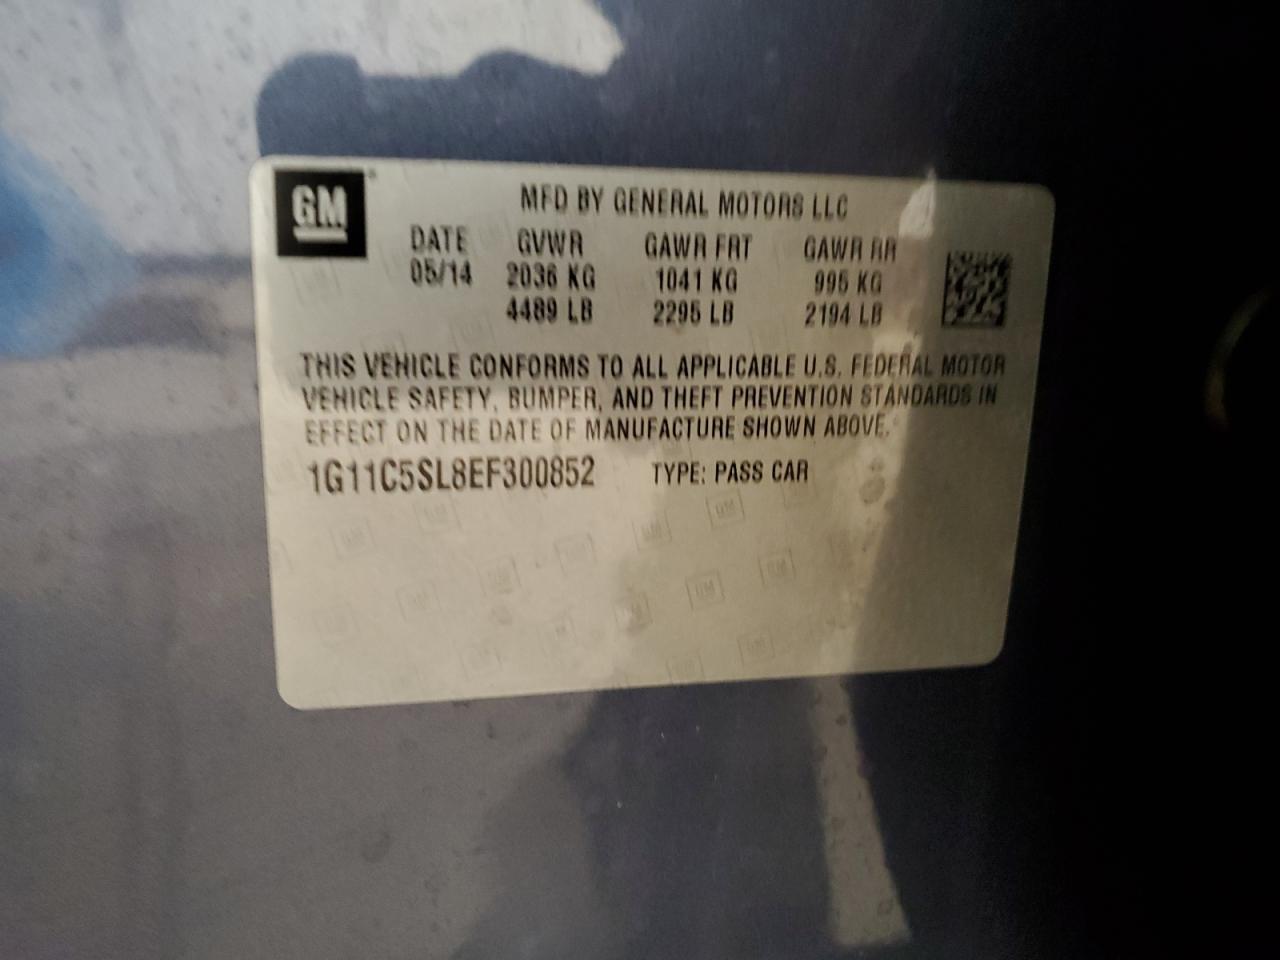 GM
MFD BY GENERAL MOTORS LLC
DATE GVWR GAWR FRT GAWR RR
05/14 2036 KG 1041 KG 995 KG
4489 LB 2295 LB 2194 LB
THIS VEHICLE CONFORMS TO ALL APPLICABLE U.S. FEDERAL MOTOR
VEHICLE SAFETY, BUMPER, AND THEFT PREVENTION STANDARDS IN
EFFECT ON THE DATE OF MANUFACTURE SHOWN ABOVE.
1G11C5SL8EF300852 TYPE: PASS CAR